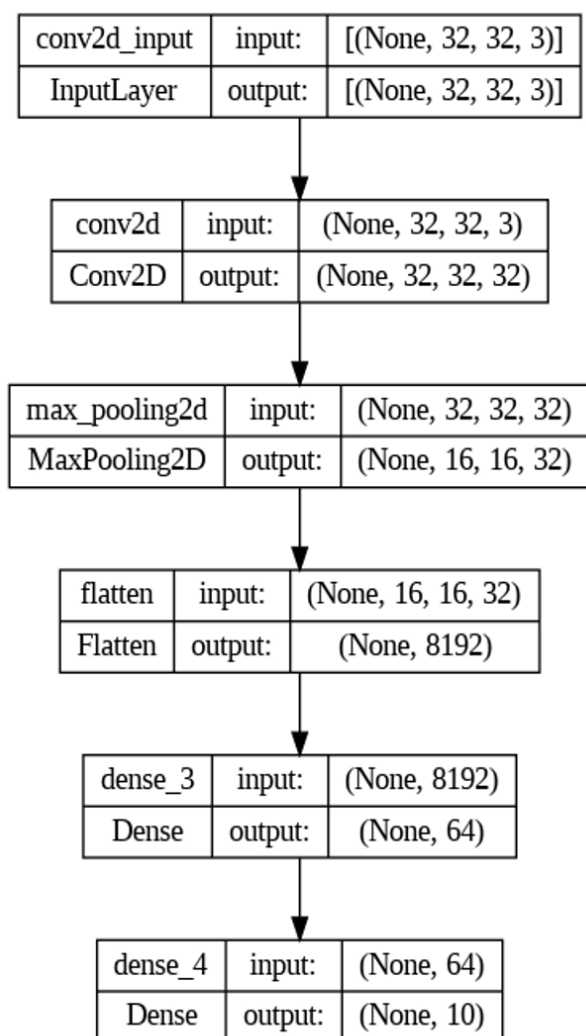 conv2d_input input: [(None, 32, 32, 3)]
InputLayer output: [(None, 32, 32, 3)]
conv2d input: (None, 32, 32, 3)
Conv2D output: (None, 32, 32, 32)
max_pooling2d input: (None, 32, 32, 32)
MaxPooling2D output: (None, 16, 16, 32)
flatten input: (None, 16, 16, 32)
Flatten output: (None, 8192)
dense_3 input: (None, 8192)
Dense output: (None, 64)
dense_4 input: (None, 64)
Dense output: (None, 10)